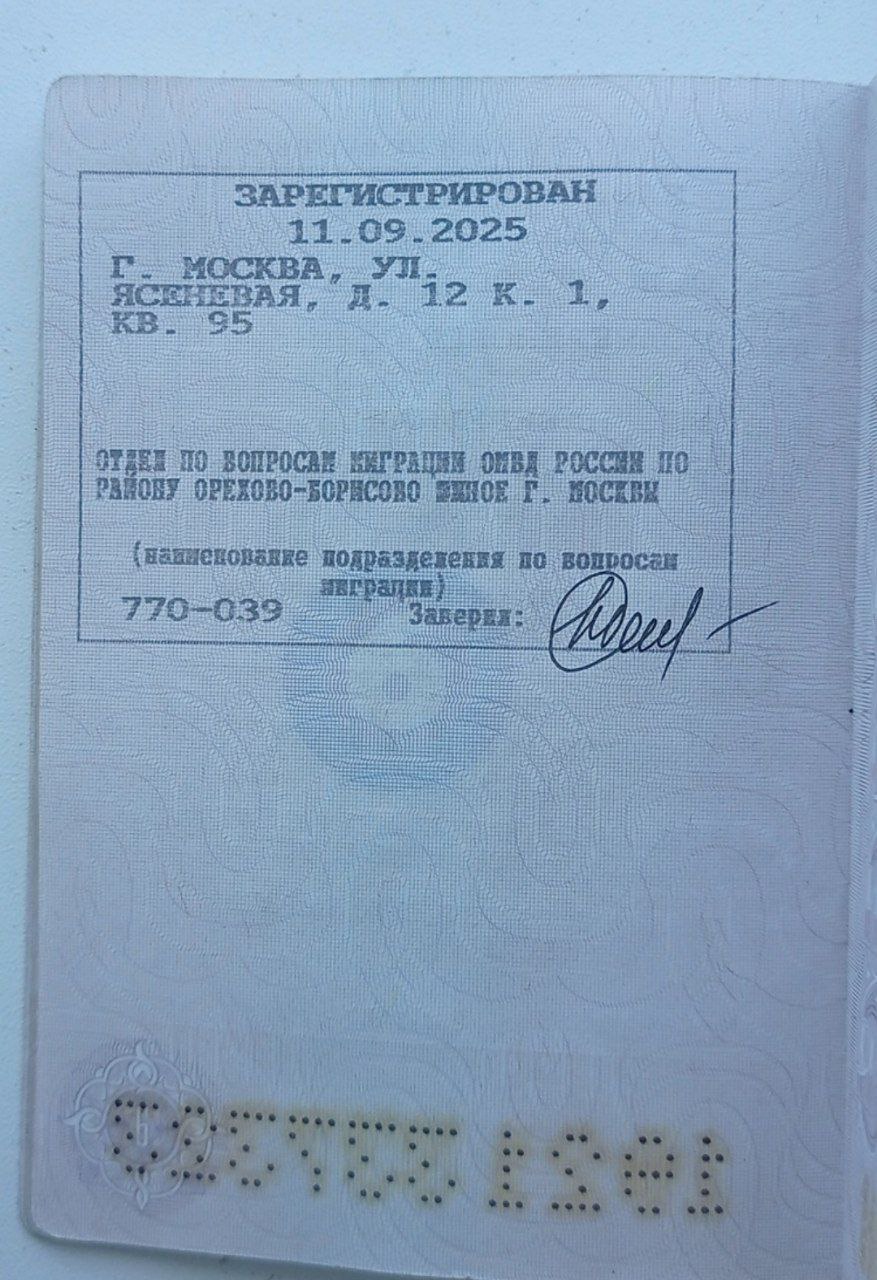 ЗАРЕГИСТРИРОВАН
11.09.2025
Г. МОСКВА, УЛ.
ЯСЕНЕВАЯ, Д. 12 К. 1,
КВ. 95
ОТДЕЛ ПО ВОПРОСАМ МИГРАЦИИ ОМВД РОССИИ ПО
РАЙОНУ ОРЕХОВО-БОРИСОВО ЮЖНОЕ Г. МОСКВЫ
(наименование подразделения по вопросам
миграции)
770-039 Заверил: